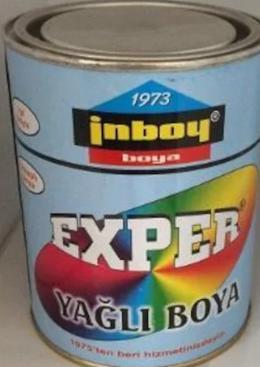 1973
inboy®
boya
EXPER®
YAĞLI BOYA
1973'ten beri hizmetinizdeyiz